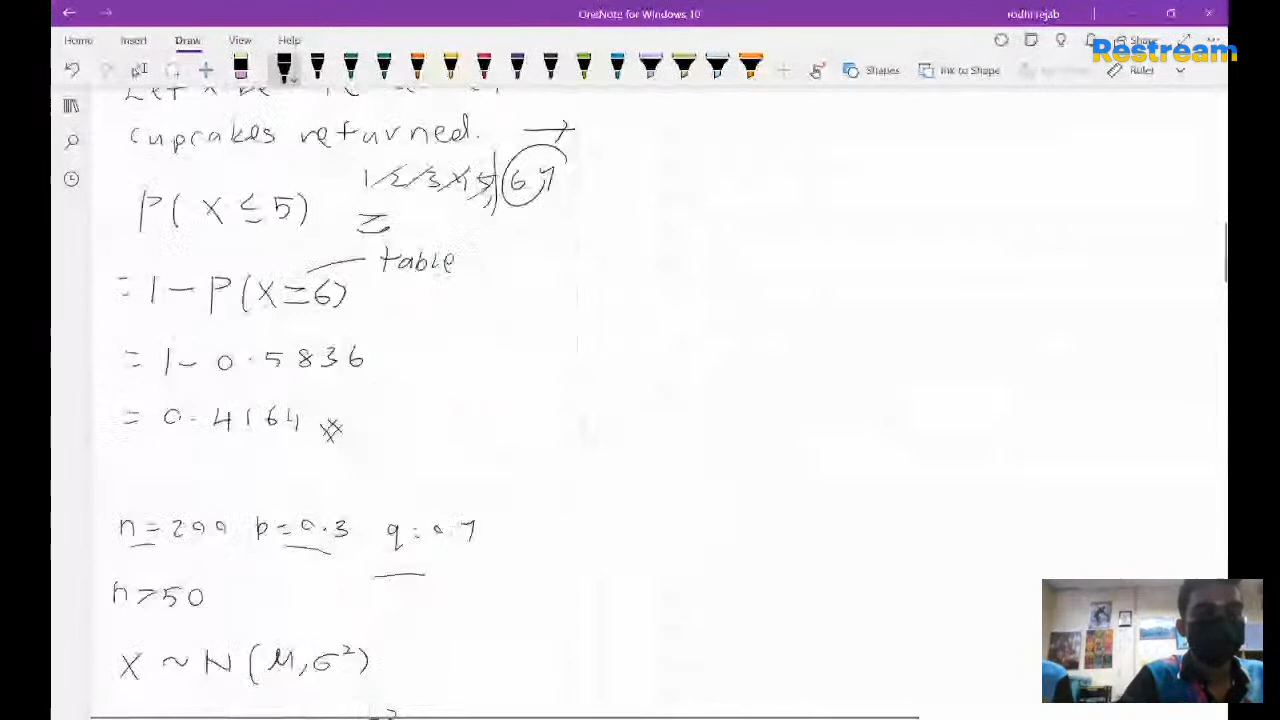 OneNote for Windows 10
rodhi rejab
Home Insert Draw View Help
Restream
Shapes Ink to Shape Ruler
cupcakes returned.
1 2 3 4 5 6 7
P( X ≤ 5) ≥
table
= 1 - P(X ≥ 6)
= 1 - 0.5836
= 0.4164 #
n = 200 p = 0.3 q = 0.7
n > 50
X ~ N (μ, σ²)